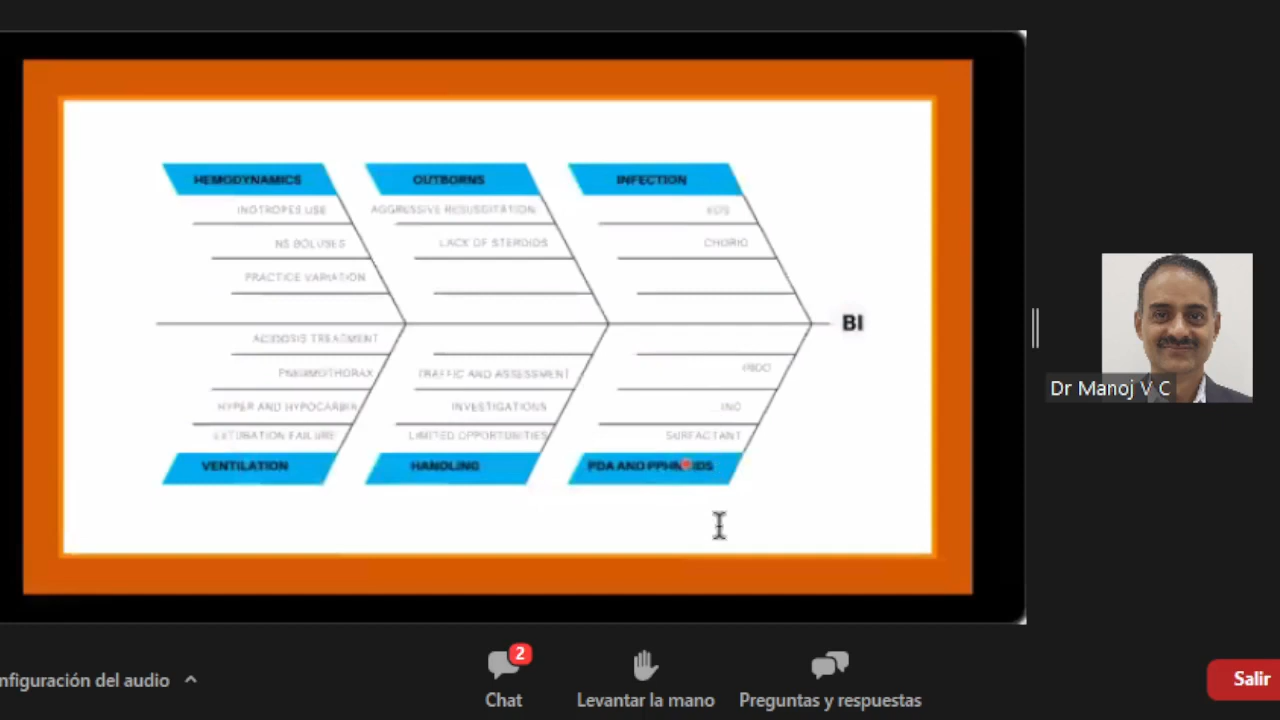 HEMODYNAMICS
OUTBORNS
INFECTION
INOTROPES USE
AGGRESSIVE RESUSCITATION
EOS
NS BOLUSES
LACK OF STEROIDS
CHORIO
PRACTICE VARIATION
BI
ACIDOSIS TREADMENT
PNEUMOTHORAX
TRAFFIC AND ASSESSMENT
HYPER AND HYPOCARBIA
INVESTIGATIONS
INO
EXTUBATION FAILURE
LIMITED OPPORTUNITIES
SURFACTANT
VENTILATION
HANDLING
PDA AND
Dr Manoj V C
nfiguración del audio
2
Chat
Levantar la mano
Preguntas y respuestas
Salir